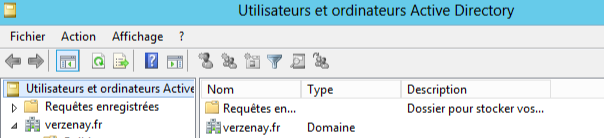 Utilisateurs et ordinateurs Active Directory
Fichier Action Affichage ?
Utilisateurs et ordinateurs Active
Requêtes enregistrées
verzenay.fr
Nom Type Description
Requêtes en... Dossier pour stocker vos...
verzenay.fr Domaine